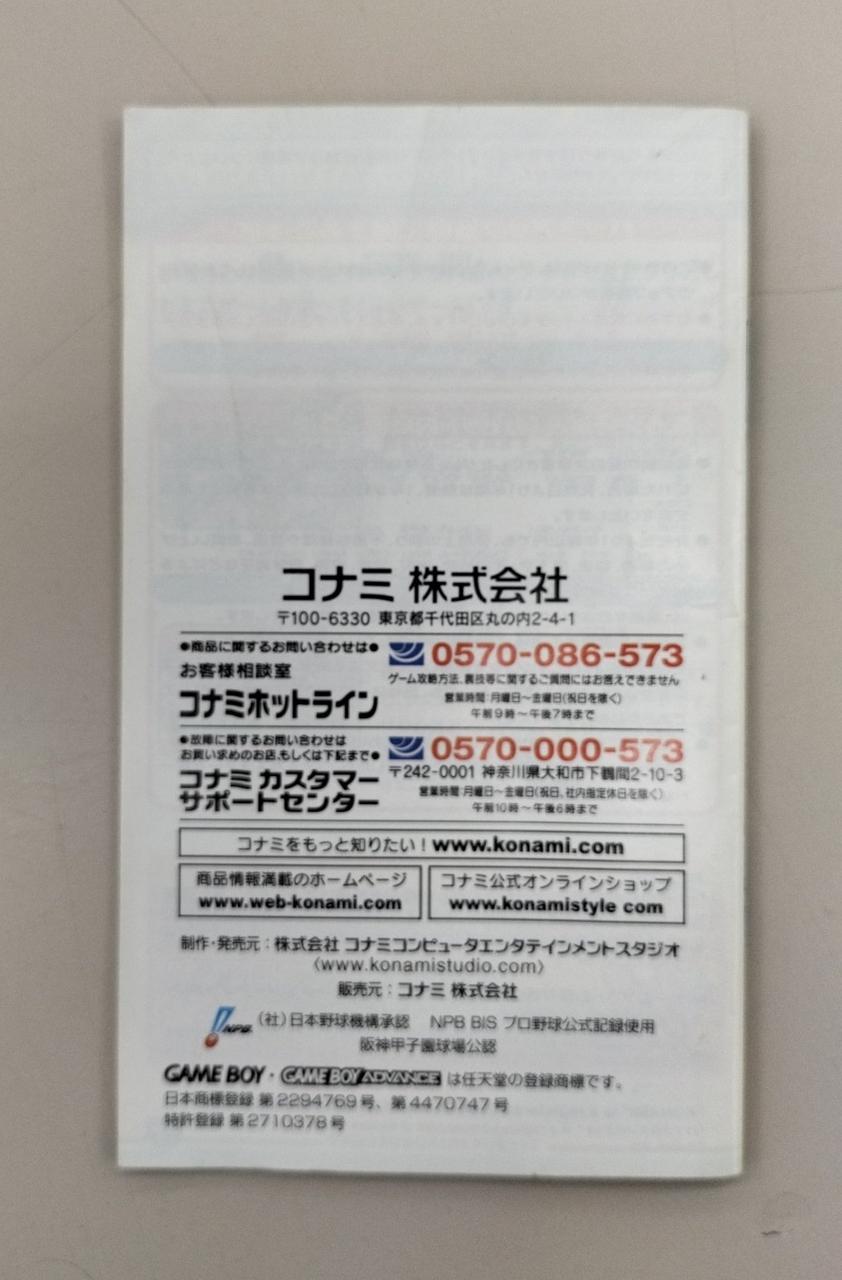 コナミ 株式会社
〒100-6330 東京都千代田区丸の内2-4-1
●商品に関するお問い合わせは●
お客様相談室
コナミホットライン
0570-086-573
ゲーム攻略方法、裏技等に関するご質問にはお答えできません
営業時間:月曜日～金曜日(祝日を除く)
午前9時～午後7時まで
●故障に関するお問い合わせは
お買い求めのお店、もしくは下記まで●
コナミ カスタマー
サポートセンター
0570-000-573
〒242-0001 神奈川県大和市下鶴間2-10-3
営業時間:月曜日～金曜日(祝日、社内指定休日を除く)
午前10時～午後6時まで
コナミをもっと知りたい！www.konami.com
商品情報満載のホームページ
www.web-konami.com
コナミ公式オンラインショップ
www.konamistyle com
制作・発売元：株式会社 コナミコンピュータエンタテインメントスタジオ
〈www.konamistudio.com〉
販売元：コナミ 株式会社
NPB (社)日本野球機構承認 NPB BIS プロ野球公式記録使用
阪神甲子園球場公認
GAME BOY・GAME BOY ADVANCE は任天堂の登録商標です。
日本商標登録 第2294769号、第4470747号
特許登録 第2710378号